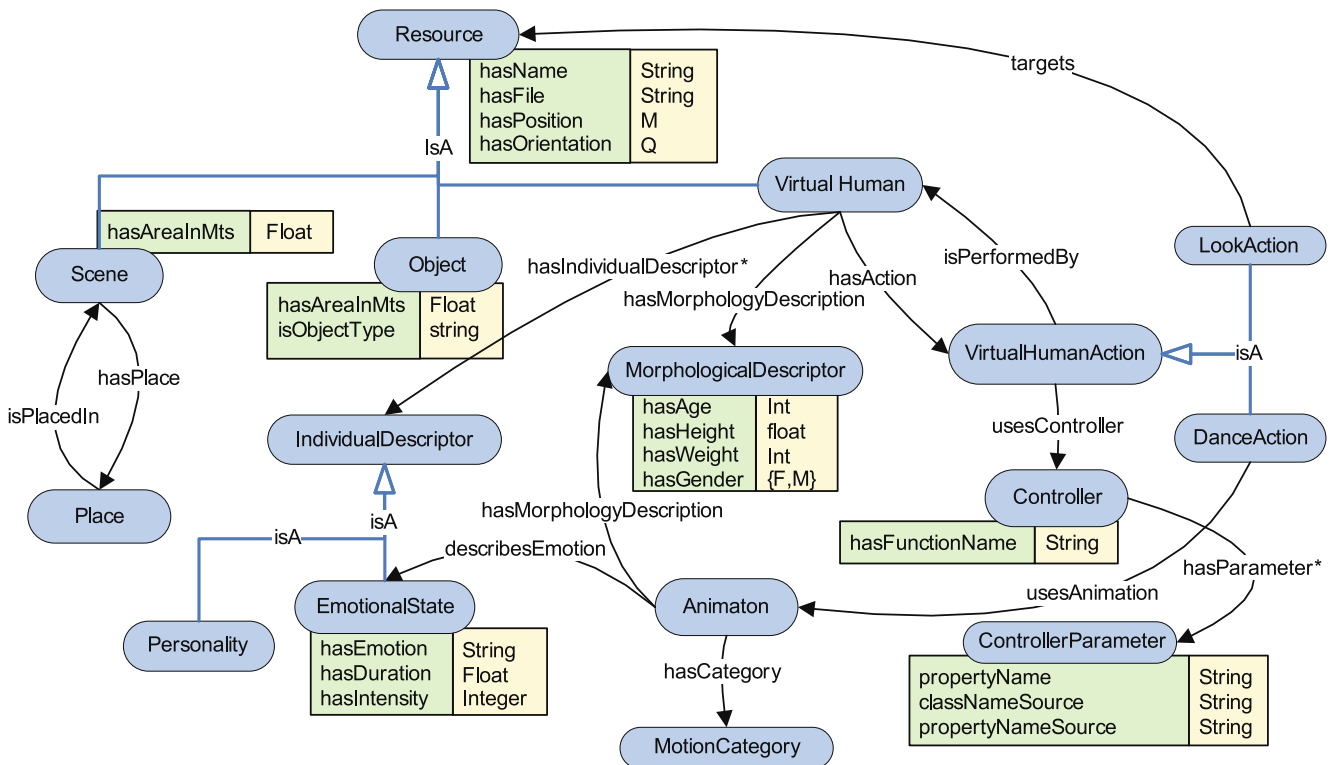 Resource
hasName String
hasFile String
hasPosition M
hasOrientation Q
targets
IsA
Virtual Human
hasAreaInMts Float
Scene
Object
hasAreaInMts Float
isObjectType string
hasIndividualDescriptor*
hasMorphologyDescription
hasAction
isPerformedBy
LookAction
VirtualHumanAction
isA
hasPlace
isPlacedIn
MorphologicalDescriptor
hasAge Int
hasHeight float
hasWeight Int
hasGender {F,M}
usesController
DanceAction
IndividualDescriptor
Place
isA
isA
hasMorphologyDescription
describesEmotion
Controller
hasFunctionName String
hasParameter*
usesAnimation
EmotionalState
hasEmotion String
hasDuration Float
hasIntensity Integer
Personality
Animaton
hasCategory
MotionCategory
ControllerParameter
propertyName String
classNameSource String
propertyNameSource String